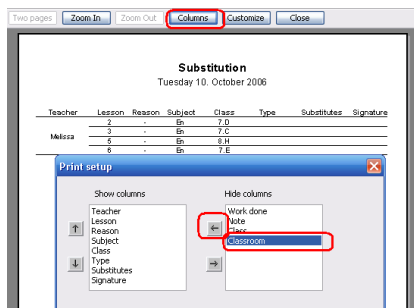 Two pages Zoom In Zoom Out Columns Customize Close
Substitution
Tuesday 10. October 2006
Teacher Lesson Reason Subject Class Type Substitutes Signature
2 - En 7.D
Melissa
3 - En 7.C
5 - En 8.H
6 - En 7.E
Print setup
Show columns Hide columns
Teacher
Lesson
Reason
Subject
Class
Type
Substitutes
Signature
Work done
Note
Class
Classroom